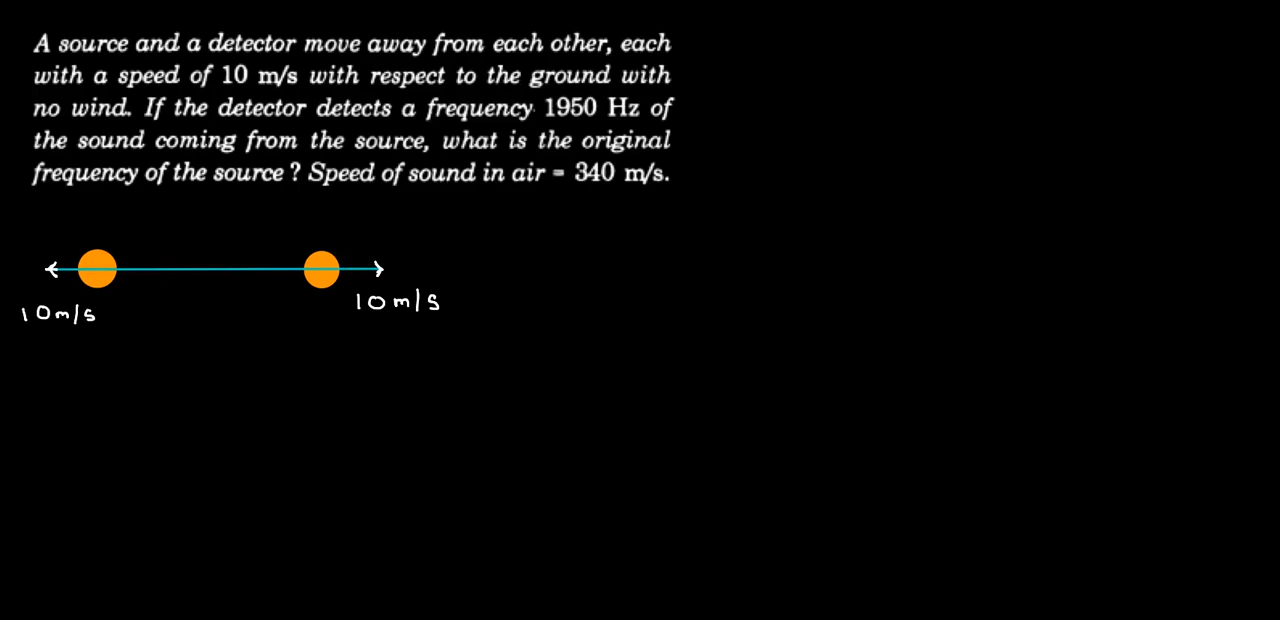 A source and a detector move away from each other, each
with a speed of 10 m/s with respect to the ground with
no wind. If the detector detects a frequency 1950 Hz of
the sound coming from the source, what is the original
frequency of the source ? Speed of sound in air = 340 m/s.
10m/s
10m/s